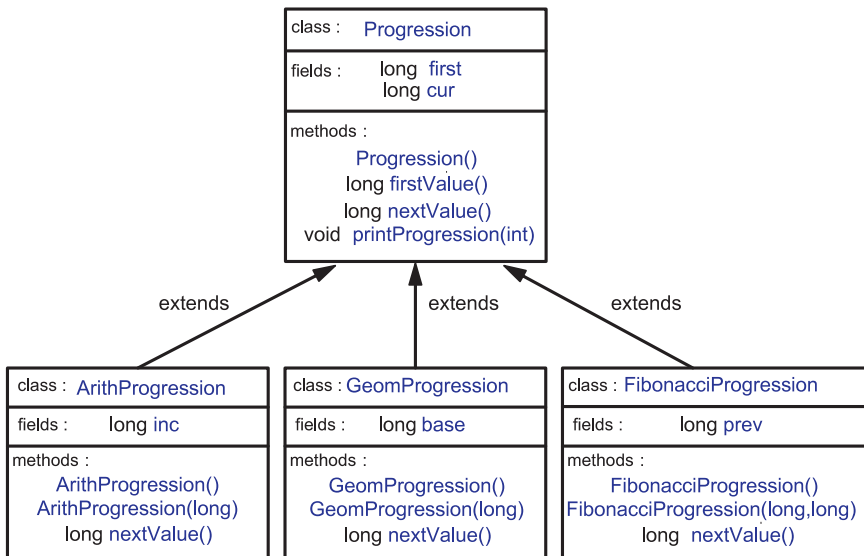 class : Progression
fields : long first
long cur
methods :
Progression()
long firstValue()
long nextValue()
void printProgression(int)
extends
extends
extends
class : ArithProgression
fields : long inc
methods :
ArithProgression()
ArithProgression(long)
long nextValue()
class : GeomProgression
fields : long base
methods :
GeomProgression()
GeomProgression(long)
long nextValue()
class : FibonacciProgression
fields : long prev
methods :
FibonacciProgression()
FibonacciProgression(long,long)
long nextValue()